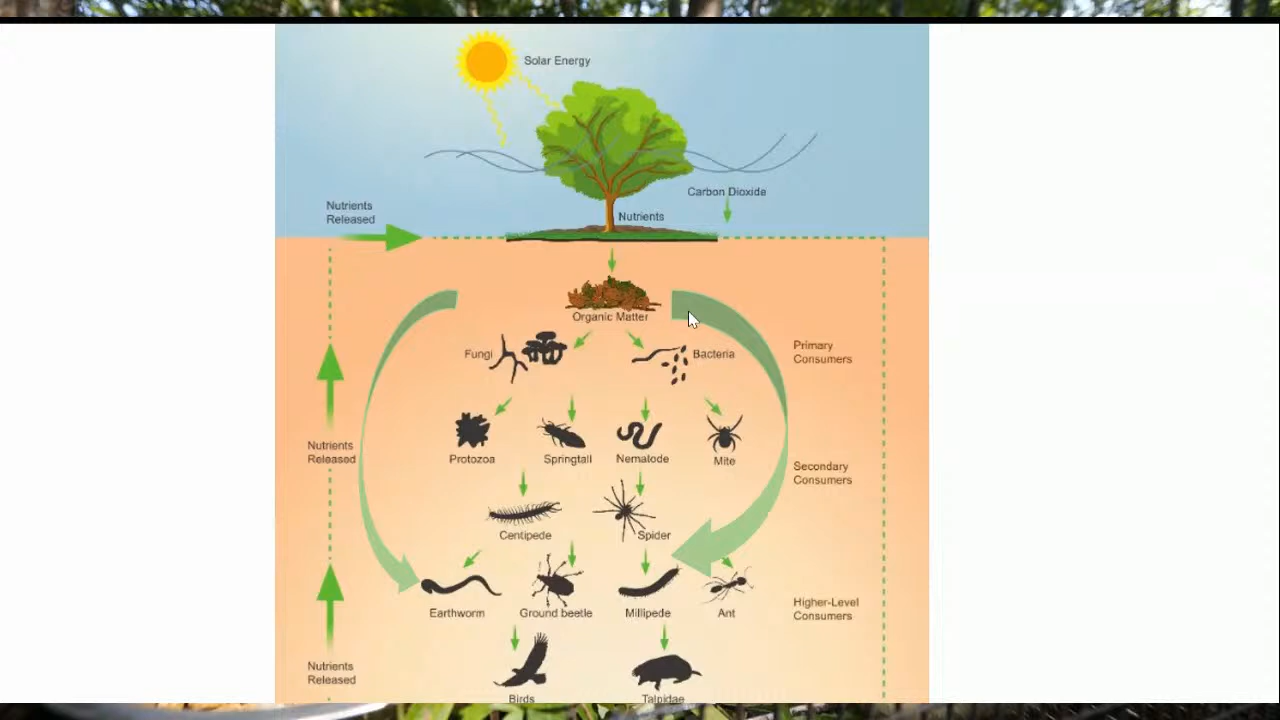 Solar Energy
Carbon Dioxide
Nutrients
Released
Nutrients
Organic Matter
Fungi
Bacteria
Primary
Consumers
Protozoa
Springtail
Nematode
Mite
Nutrients
Released
Secondary
Consumers
Centipede
Spider
Earthworm
Ground beetle
Millipede
Ant
Higher-Level
Consumers
Nutrients
Released
Birds
Talpidae